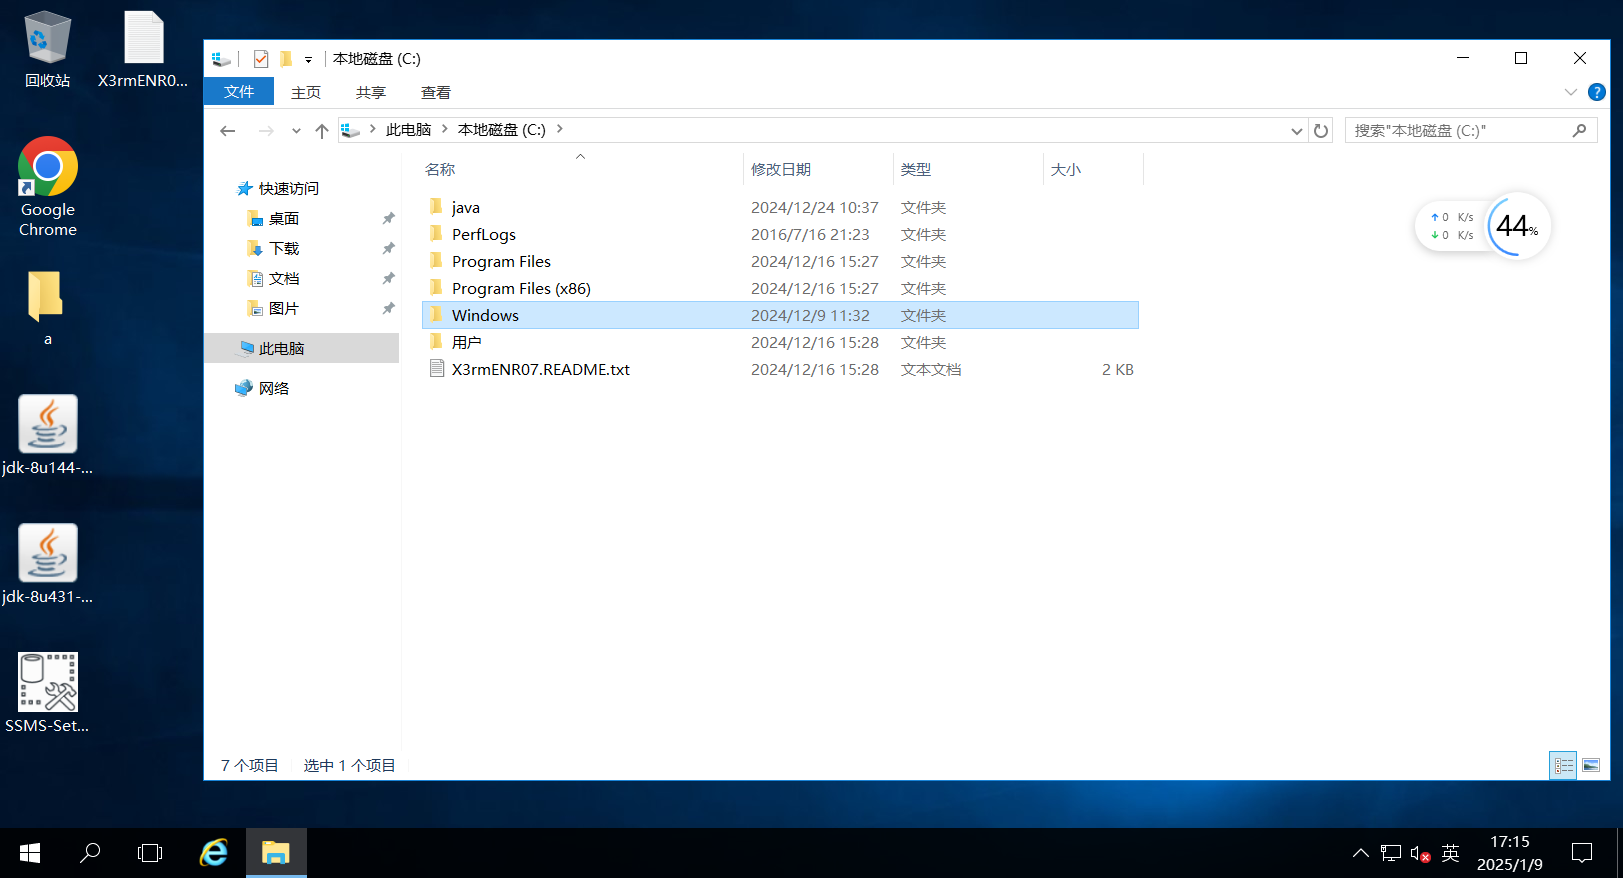 回收站
X3rmENR0...
Google
Chrome
a
jdk-8u144-...
jdk-8u431-...
SSMS-Set...
本地磁盘 (C:)
文件 主页 共享 查看
此电脑 本地磁盘 (C:)
搜索"本地磁盘 (C:)"
快速访问
桌面
下载
文档
图片
此电脑
网络
名称 修改日期 类型 大小
java 2024/12/24 10:37 文件夹
PerfLogs 2016/7/16 21:23 文件夹
Program Files 2024/12/16 15:27 文件夹
Program Files (x86) 2024/12/16 15:27 文件夹
Windows 2024/12/9 11:32 文件夹
用户 2024/12/16 15:28 文件夹
X3rmENR07.README.txt 2024/12/16 15:28 文本文档 2 KB
0 K/s
0 K/s
44%
7 个项目 选中 1 个项目
英
17:15
2025/1/9